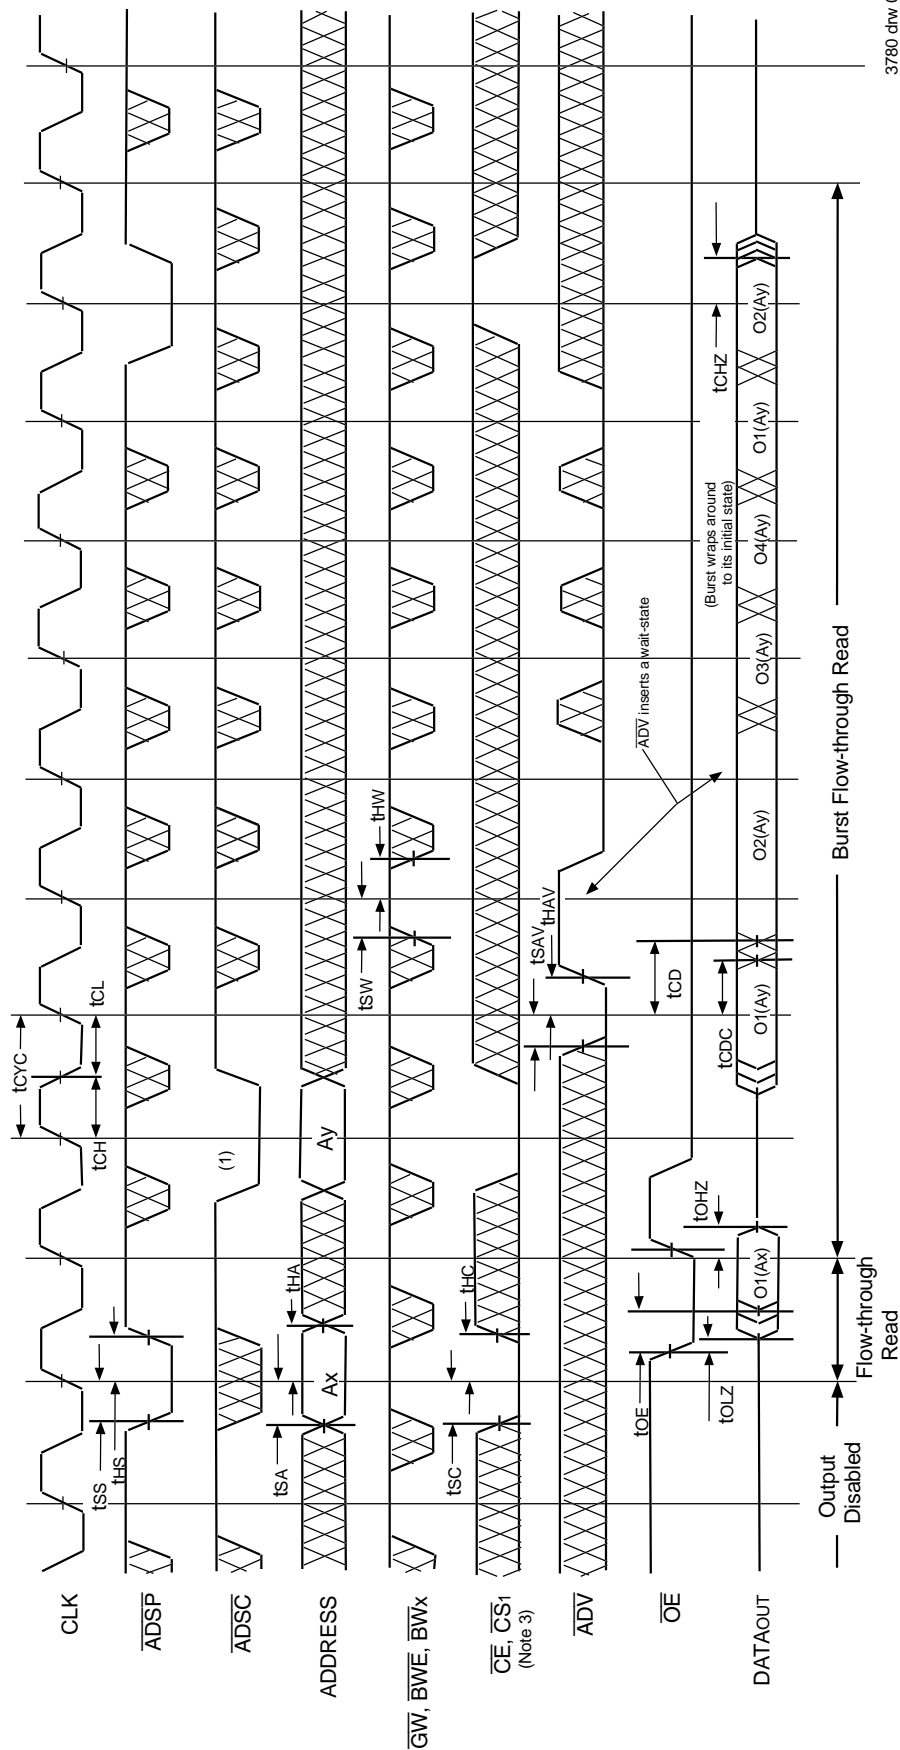 CLK
tCYC
tCH
tCL
tSS
tHS
ADSP
ADSC
(1)
tSA
tHA
ADDRESS
Ax
Ay
tSW
tHW
GW, BWE, BWx
tSC
tHC
CE, CS1
(Note 3)
tSAV
tHAV
ADV
ADV inserts a wait-state
tOE
tOHZ
OE
tOLZ
tCD
tCDC
(Burst wraps around
to its initial state)
tCHZ
DATAOUT
O1(Ax)
O1(Ay)
O2(Ay)
O3(Ay)
O4(Ay)
O1(Ay)
O2(Ay)
Output
Disabled
Flow-through
Read
Burst Flow-through Read
3780 drw